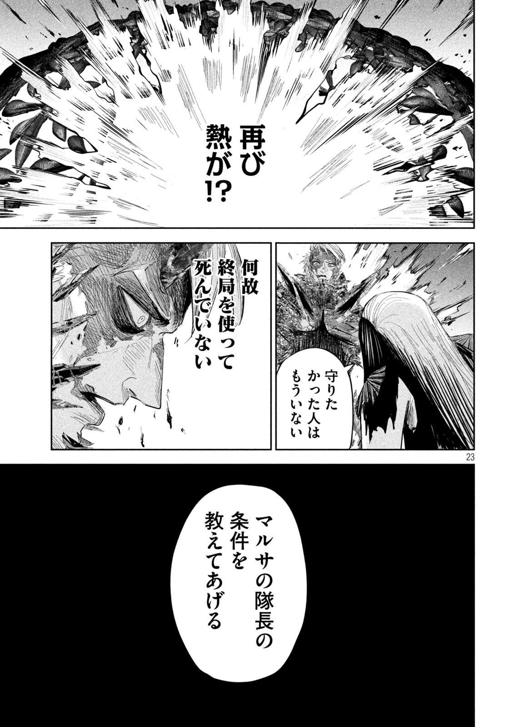 再び
熱が!?
守りた
かった人は
もういない
何故
終局を使って
死んでいない
23
マルサの隊長の
条件を
教えてあげる